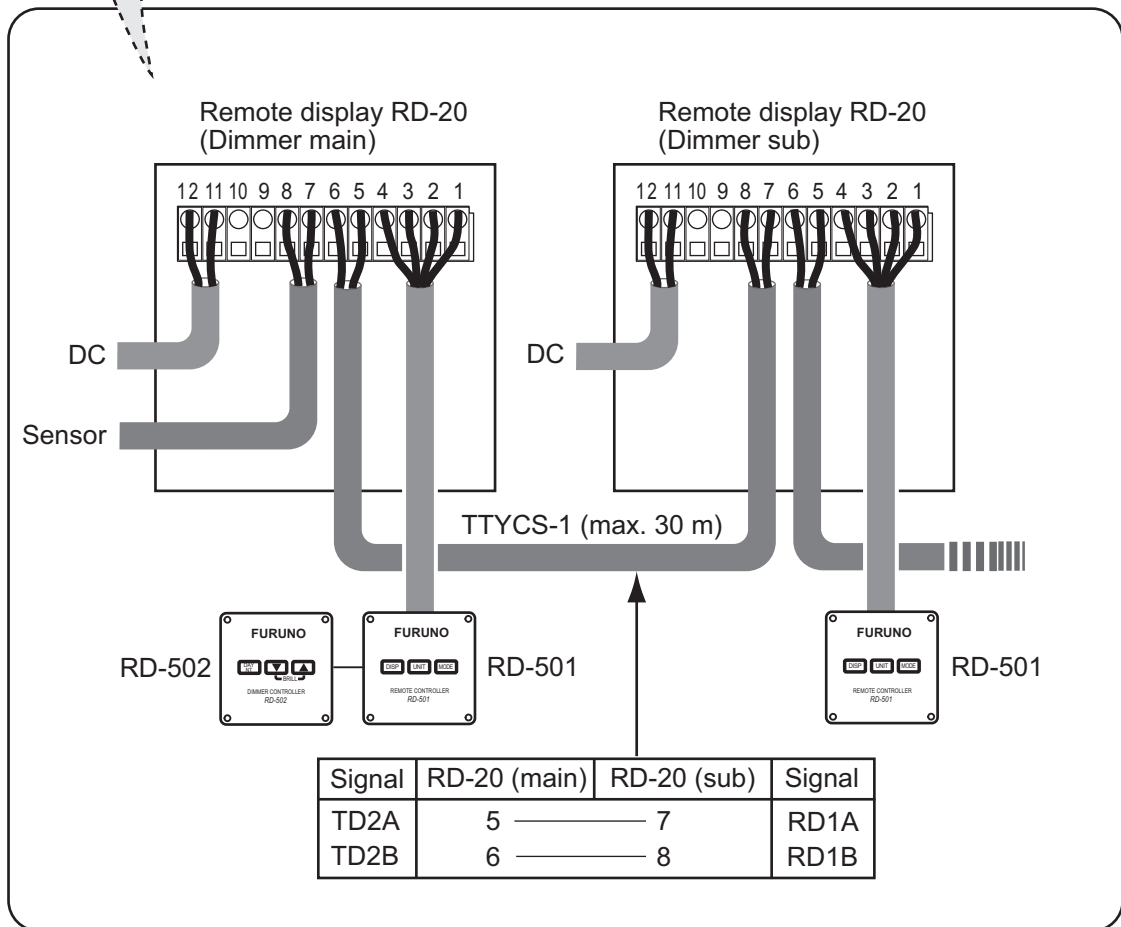 Remote display RD-20
(Dimmer main)
Remote display RD-20
(Dimmer sub)
12 11 10 9 8 7 6 5 4 3 2 1
12 11 10 9 8 7 6 5 4 3 2 1
DC
DC
Sensor
TTYCS-1 (max. 30 m)
RD-502
FURUNO
DAY NT
BRILL
DIMMER CONTROLLER
RD-502
FURUNO
DISP UNIT MODE
REMOTE CONTROLLER
RD-501
RD-501
FURUNO
DISP UNIT MODE
REMOTE CONTROLLER
RD-501
RD-501
Signal RD-20 (main) RD-20 (sub) Signal
TD2A 5 7 RD1A
TD2B 6 8 RD1B